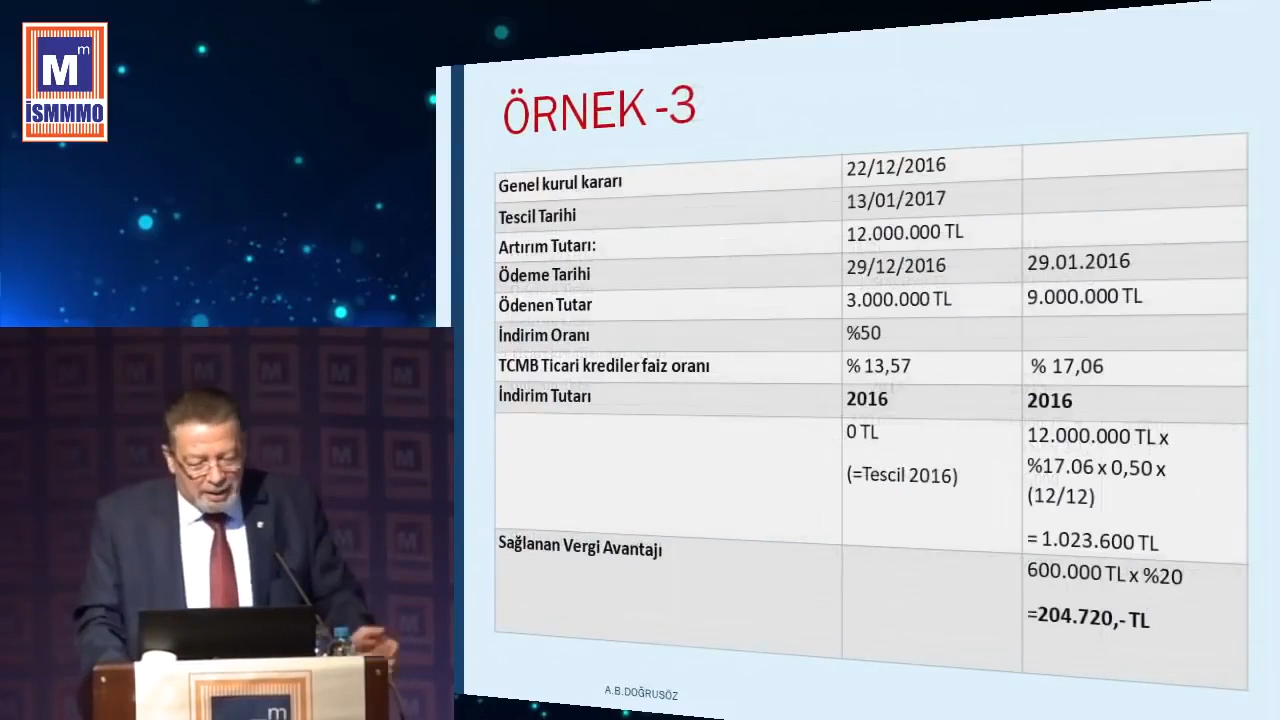 Mm
İSMMMO
ÖRNEK -3
Genel kurul kararı 22/12/2016
Tescil Tarihi 13/01/2017
Artırım Tutarı: 12.000.000 TL
Ödeme Tarihi 29/12/2016 29.01.2016
Ödenen Tutar 3.000.000 TL 9.000.000 TL
İndirim Oranı %50
TCMB Ticari krediler faiz oranı % 13,57 % 17,06
İndirim Tutarı 2016 2016
0 TL
(=Tescil 2016)
12.000.000 TL x
%17.06 x 0,50 x
(12/12)
= 1.023.600 TL
Sağlanan Vergi Avantajı
600.000 TL x %20
=204.720,- TL
A.B.DOĞRUSÖZ
m